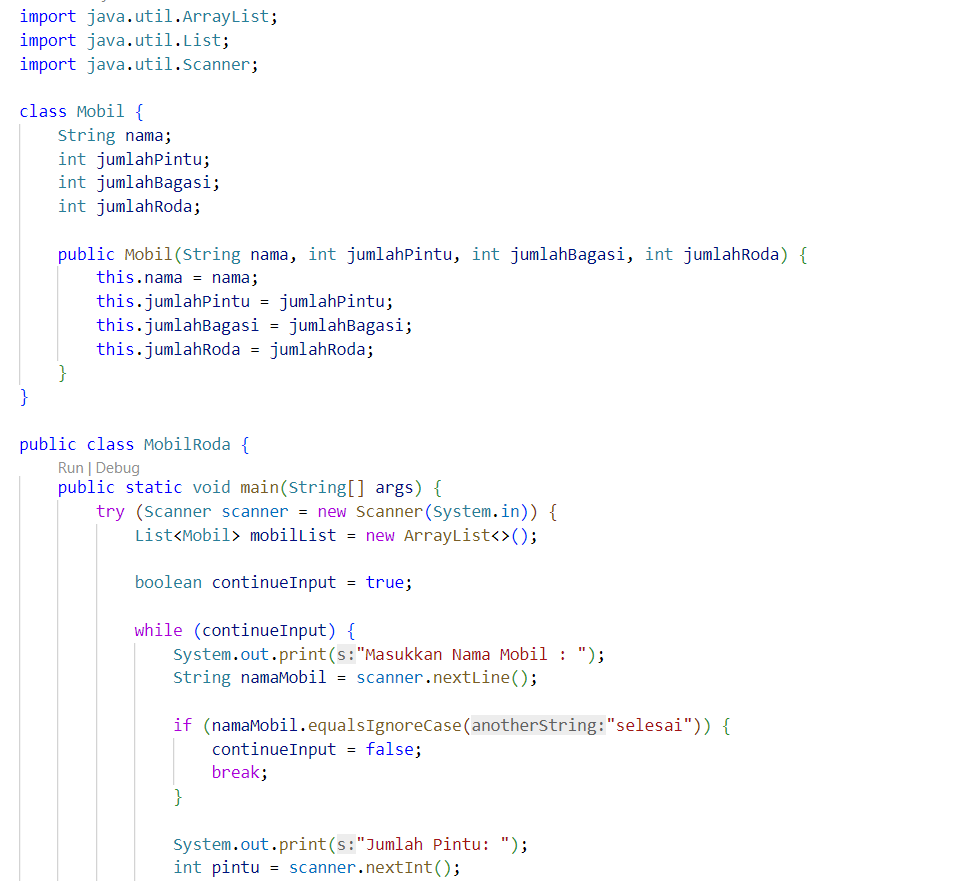 import java.util.ArrayList;
import java.util.List;
import java.util.Scanner;
class Mobil {
String nama;
int jumlahPintu;
int jumlahBagasi;
int jumlahRoda;
public Mobil(String nama, int jumlahPintu, int jumlahBagasi, int jumlahRoda) {
this.nama = nama;
this.jumlahPintu = jumlahPintu;
this.jumlahBagasi = jumlahBagasi;
this.jumlahRoda = jumlahRoda;
}
}
public class MobilRoda {
Run | Debug
public static void main(String[] args) {
try (Scanner scanner = new Scanner(System.in)) {
List<Mobil> mobilList = new ArrayList<>();
boolean continueInput = true;
while (continueInput) {
System.out.print(s:"Masukkan Nama Mobil : ");
String namaMobil = scanner.nextLine();
if (namaMobil.equalsIgnoreCase(anotherString:"selesai")) {
continueInput = false;
break;
}
System.out.print(s:"Jumlah Pintu: ");
int pintu = scanner.nextInt();